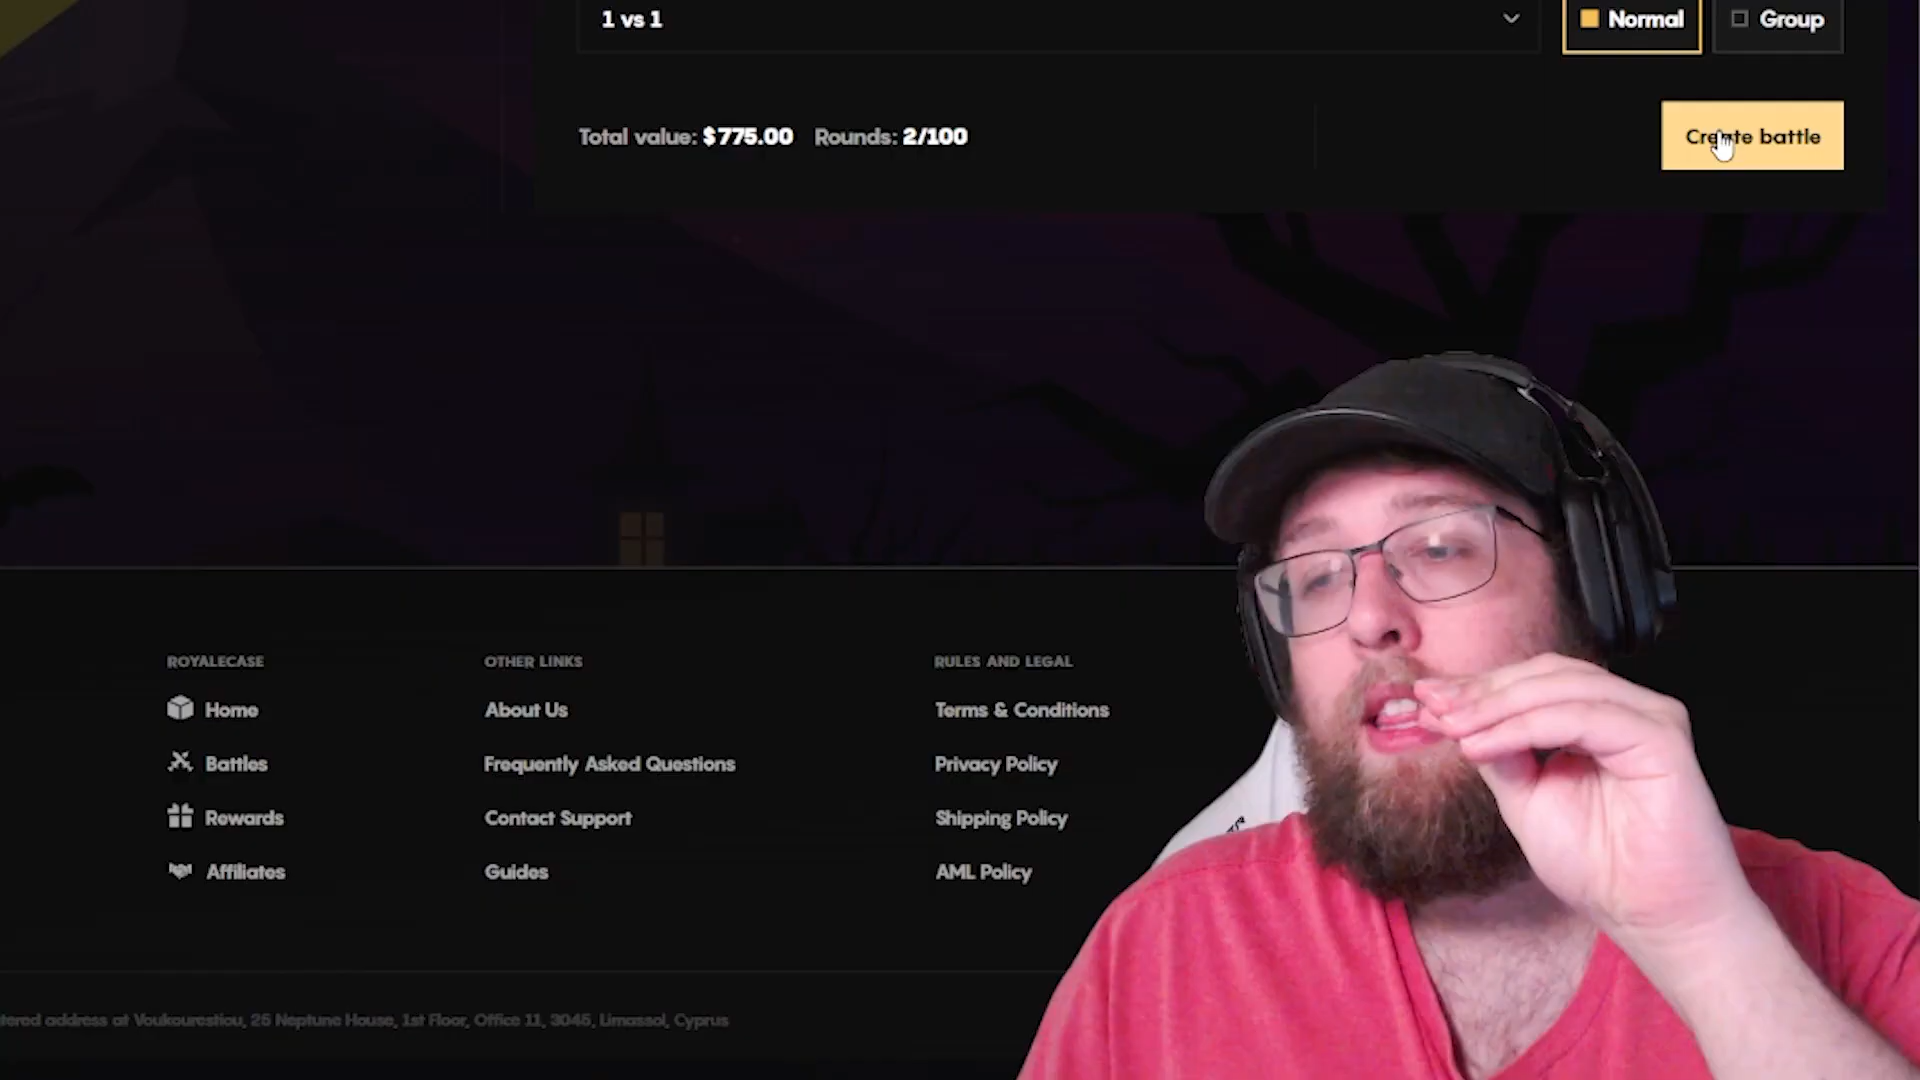 1 vs 1
Normal
Group
Total value: $775.00 Rounds: 2/100
Create battle
ROYALECASE
OTHER LINKS
RULES AND LEGAL
Home
About Us
Terms & Conditions
Battles
Frequently Asked Questions
Privacy Policy
Rewards
Contact Support
Shipping Policy
Affiliates
Guides
AML Policy
tered address at Voukourestiou, 25 Neptune House, 1st Floor, Office 11, 3045, Limassol, Cyprus